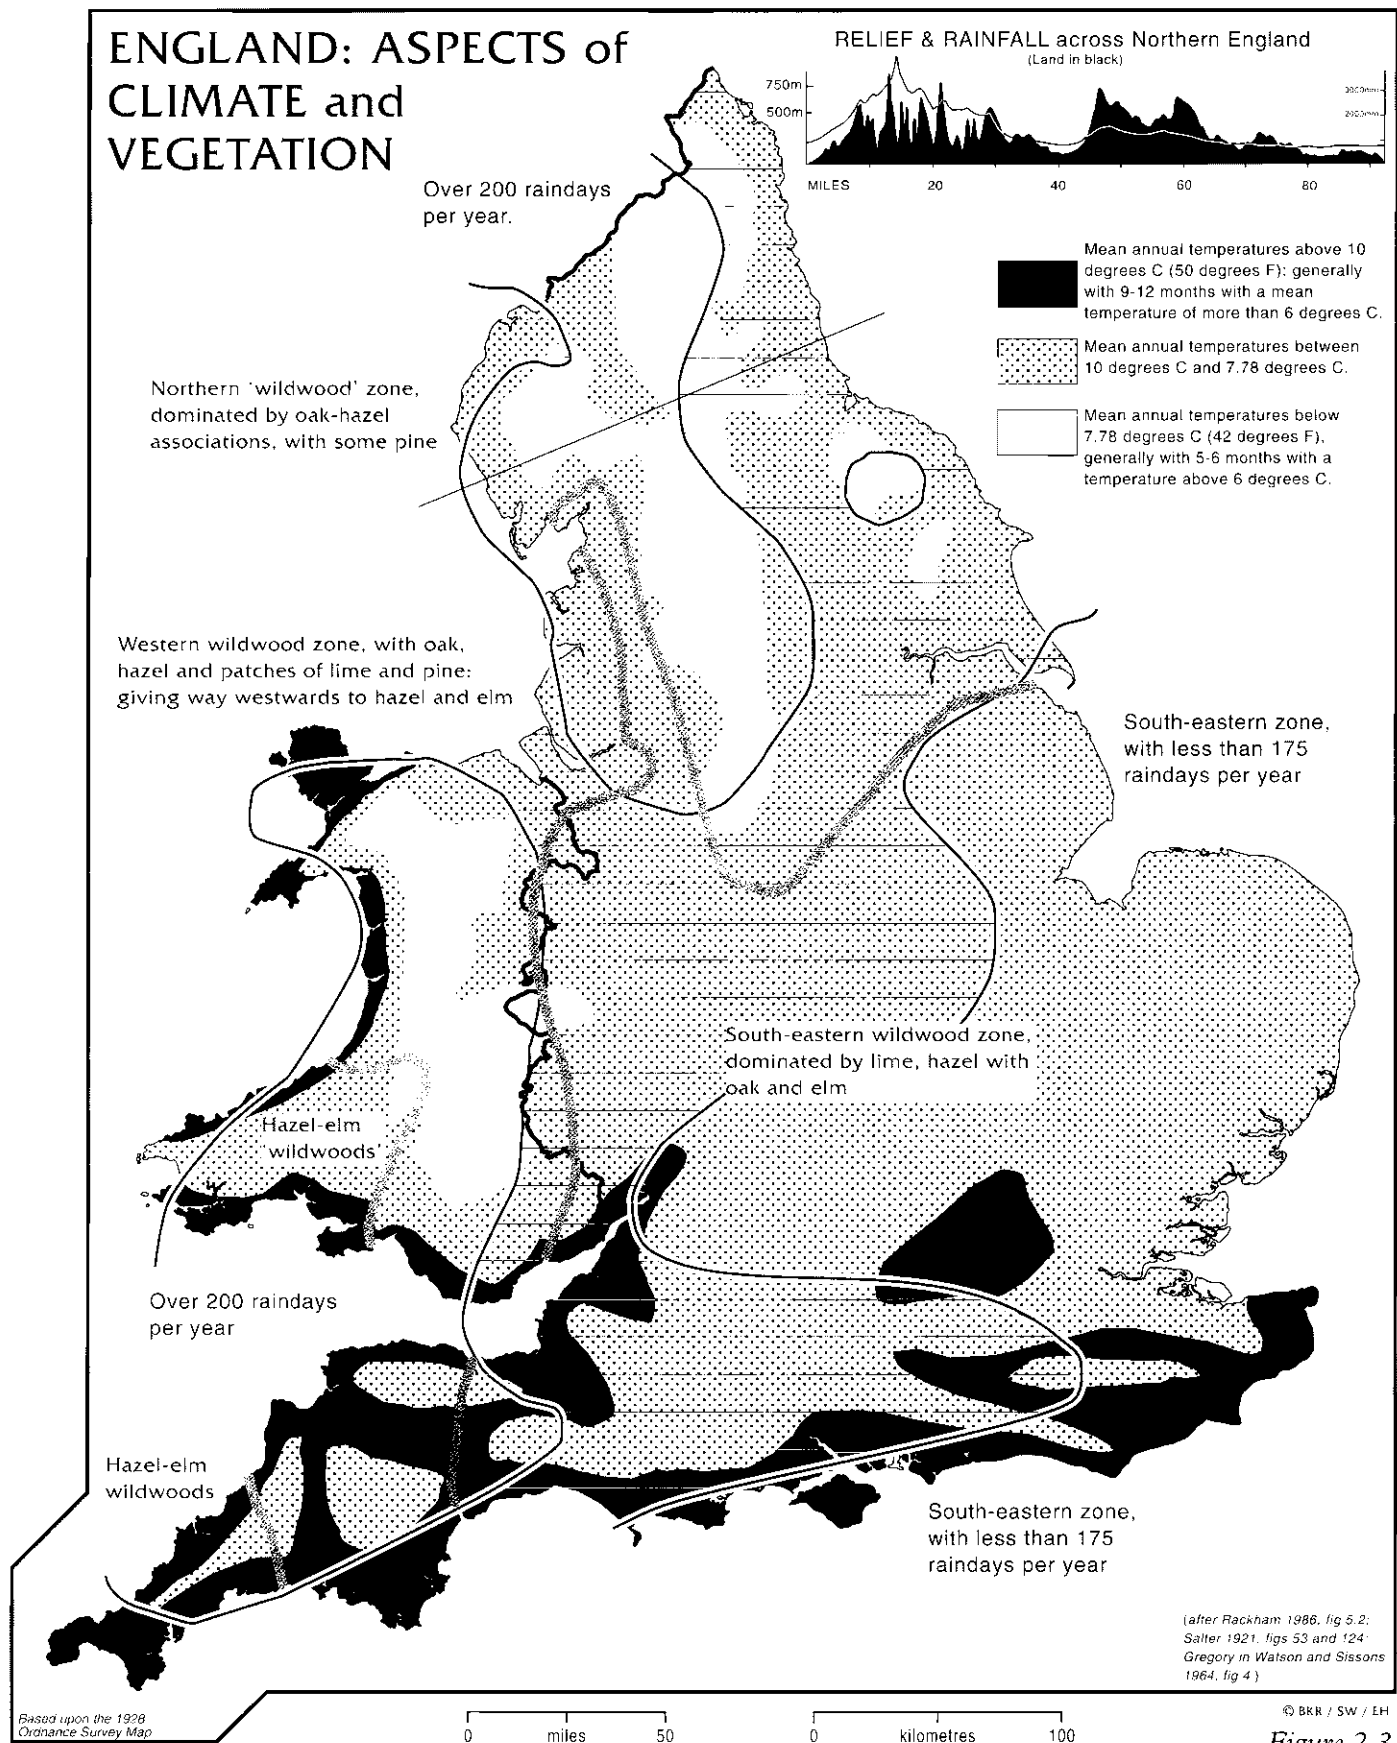 ENGLAND: ASPECTS of
CLIMATE and
VEGETATION
RELIEF & RAINFALL across Northern England
(Land in black)
750m
500m
3000mm
2000mm
MILES
20
40
60
80
Over 200 raindays
per year.
Mean annual temperatures above 10
degrees C (50 degrees F): generally
with 9-12 months with a mean
temperature of more than 6 degrees C.
Mean annual temperatures between
10 degrees C and 7.78 degrees C.
Mean annual temperatures below
7.78 degrees C (42 degrees F),
generally with 5-6 months with a
temperature above 6 degrees C.
Northern 'wildwood' zone,
dominated by oak-hazel
associations, with some pine
Western wildwood zone, with oak,
hazel and patches of lime and pine:
giving way westwards to hazel and elm
South-eastern zone,
with less than 175
raindays per year
South-eastern wildwood zone,
dominated by lime, hazel with
oak and elm
Hazel-elm
wildwoods'
Over 200 raindays
per year
Hazel-elm
wildwoods
South-eastern zone,
with less than 175
raindays per year
(after Rackham 1986, fig 5.2;
Salter 1921, figs 53 and 124
Gregory in Watson and Sissons
1964, fig 4)
Based upon the 1928
Ordnance Survey Map
0 miles 50
0 kilometres 100
© BKR / SW / EH
Figure 2.3